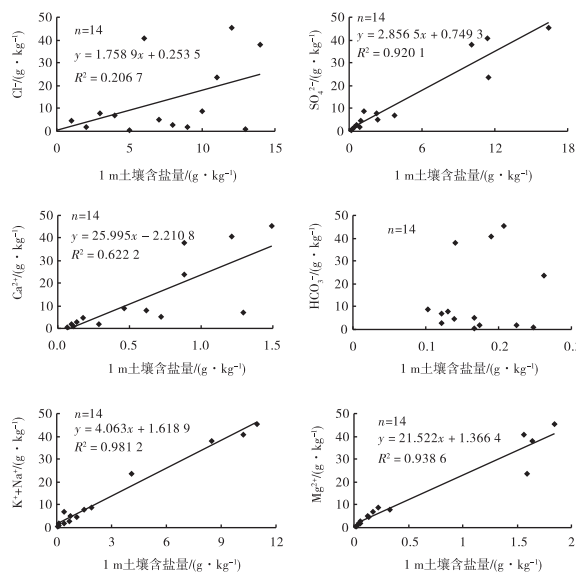 50
40
30
20
10
0
Cl⁻/(g · kg⁻¹)
n=14
y = 1.758 9x + 0.253 5
R² = 0.206 7
0 5 10 15
1 m土壤含盐量/(g · kg⁻¹)
50
40
30
20
10
0
SO₄²⁻/(g · kg⁻¹)
n=14
y = 2.856 5x + 0.749 3
R² = 0.920 1
0 6 12 18
1 m土壤含盐量/(g · kg⁻¹)
50
40
30
20
10
0
Ca²⁺/(g · kg⁻¹)
n=14
y = 25.995x − 2.210 8
R² = 0.622 2
0.0 0.5 1.0 1.5
1 m土壤含盐量/(g · kg⁻¹)
50
40
30
20
10
0
HCO₃⁻/(g · kg⁻¹)
n=14
0 0.1 0.2 0.3
1 m土壤含盐量/(g · kg⁻¹)
50
40
30
20
10
0
K⁺+Na⁺/(g · kg⁻¹)
n=14
y = 4.063x + 1.618 9
R² = 0.981 2
0 3 6 9 12
1 m土壤含盐量/(g · kg⁻¹)
50
40
30
20
10
0
Mg²⁺/(g · kg⁻¹)
n=14
y = 21.522x + 1.366 4
R² = 0.938 6
0 0.5 1 1.5 2
1 m土壤含盐量/(g · kg⁻¹)